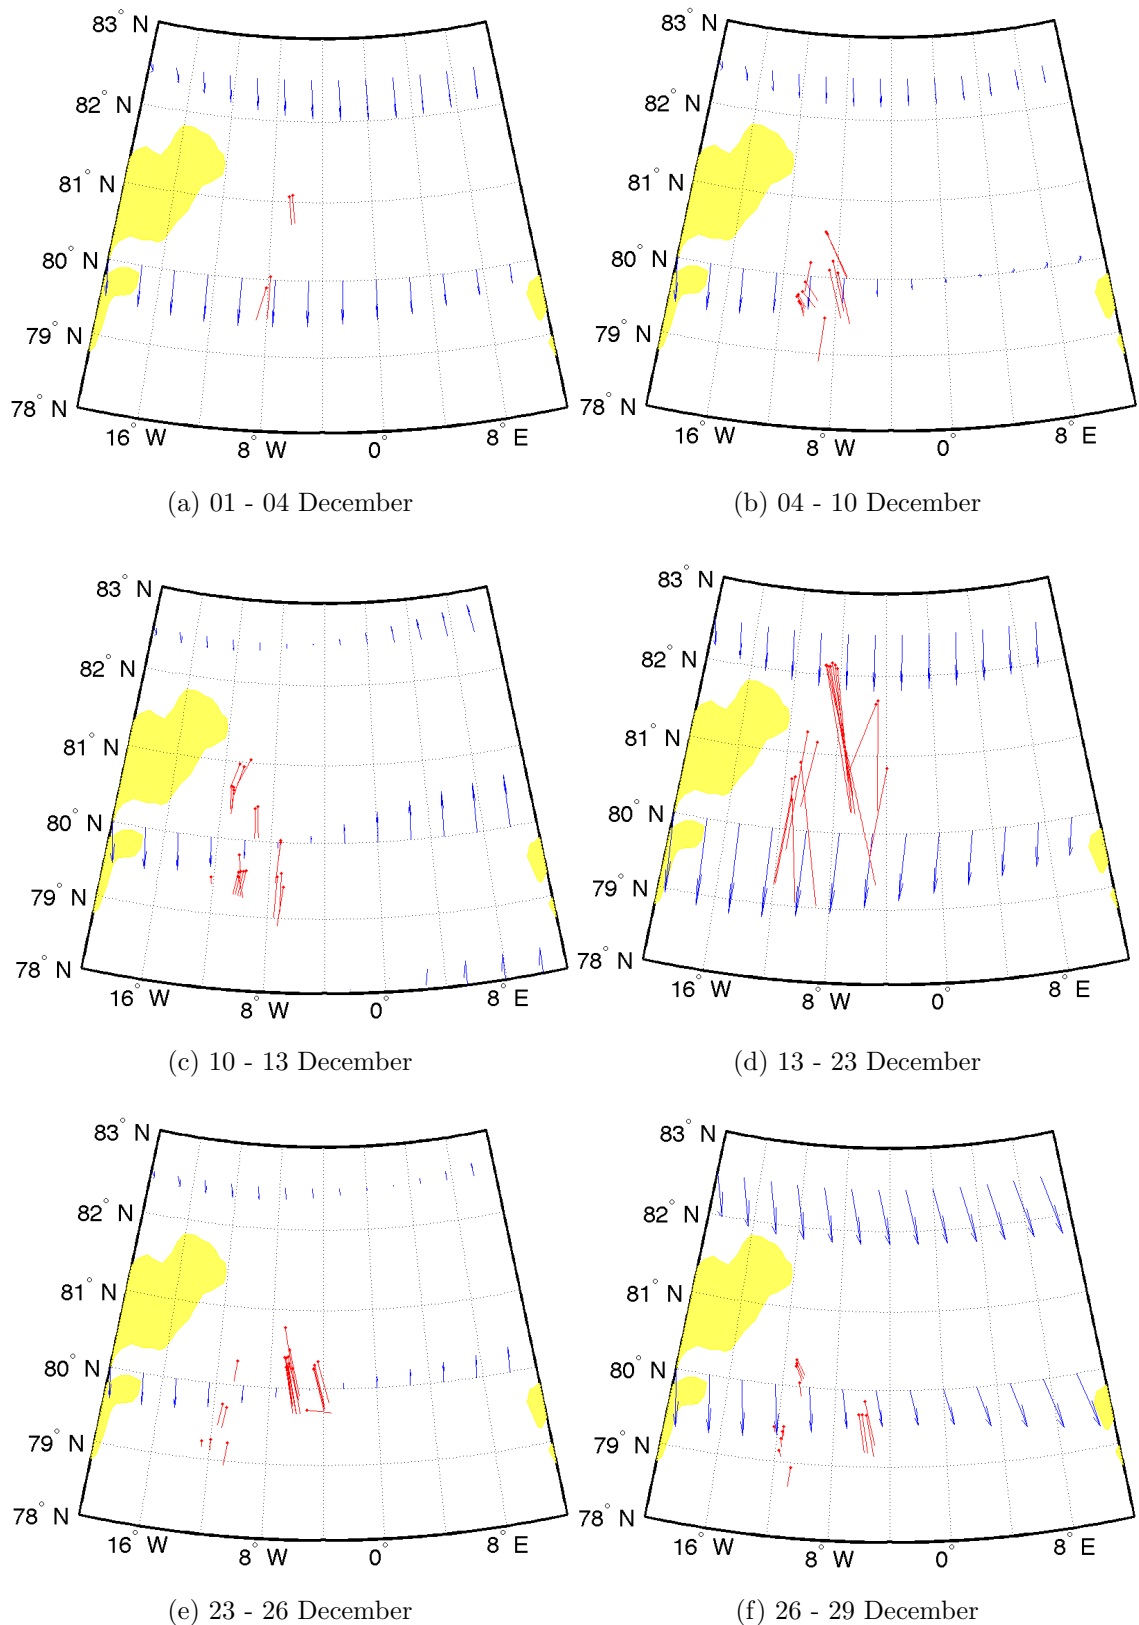 83° N 83° N
82° N 82° N
81° N 81° N
80° N 80° N
79° N 79° N
78° N 78° N
16° W 8° W 0° 8° E 16° W 8° W 0° 8° E
(a) 01 - 04 December (b) 04 - 10 December
83° N 83° N
82° N 82° N
81° N 81° N
80° N 80° N
79° N 79° N
78° N 78° N
16° W 8° W 0° 8° E 16° W 8° W 0° 8° E
(c) 10 - 13 December (d) 13 - 23 December
83° N 83° N
82° N 82° N
81° N 81° N
80° N 80° N
79° N 79° N
78° N 78° N
16° W 8° W 0° 8° E 16° W 8° W 0° 8° E
(e) 23 - 26 December (f) 26 - 29 December